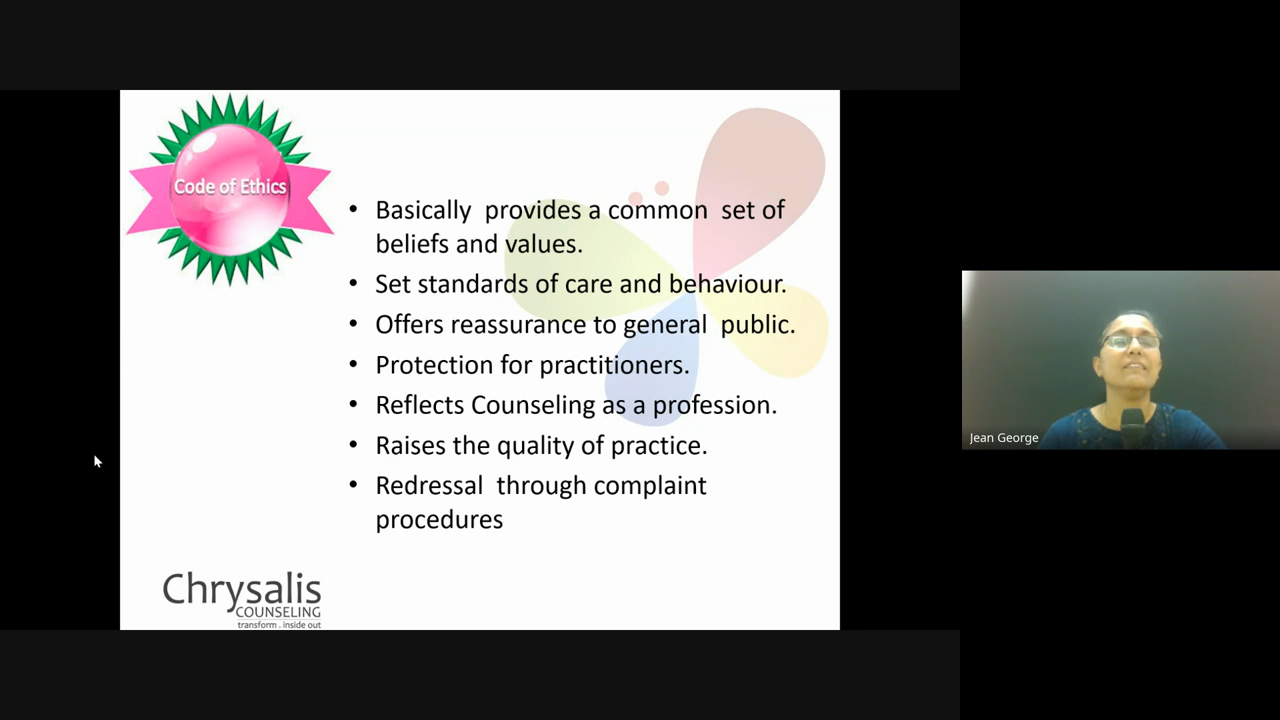 Code of Ethics
• Basically  provides a common  set of
beliefs and values.
• Set standards of care and behaviour.
• Offers reassurance to general  public.
• Protection for practitioners.
• Reflects Counseling as a profession.
• Raises the quality of practice.
• Redressal  through complaint
procedures
Chrysalis
COUNSELING
transform . inside out
Jean George